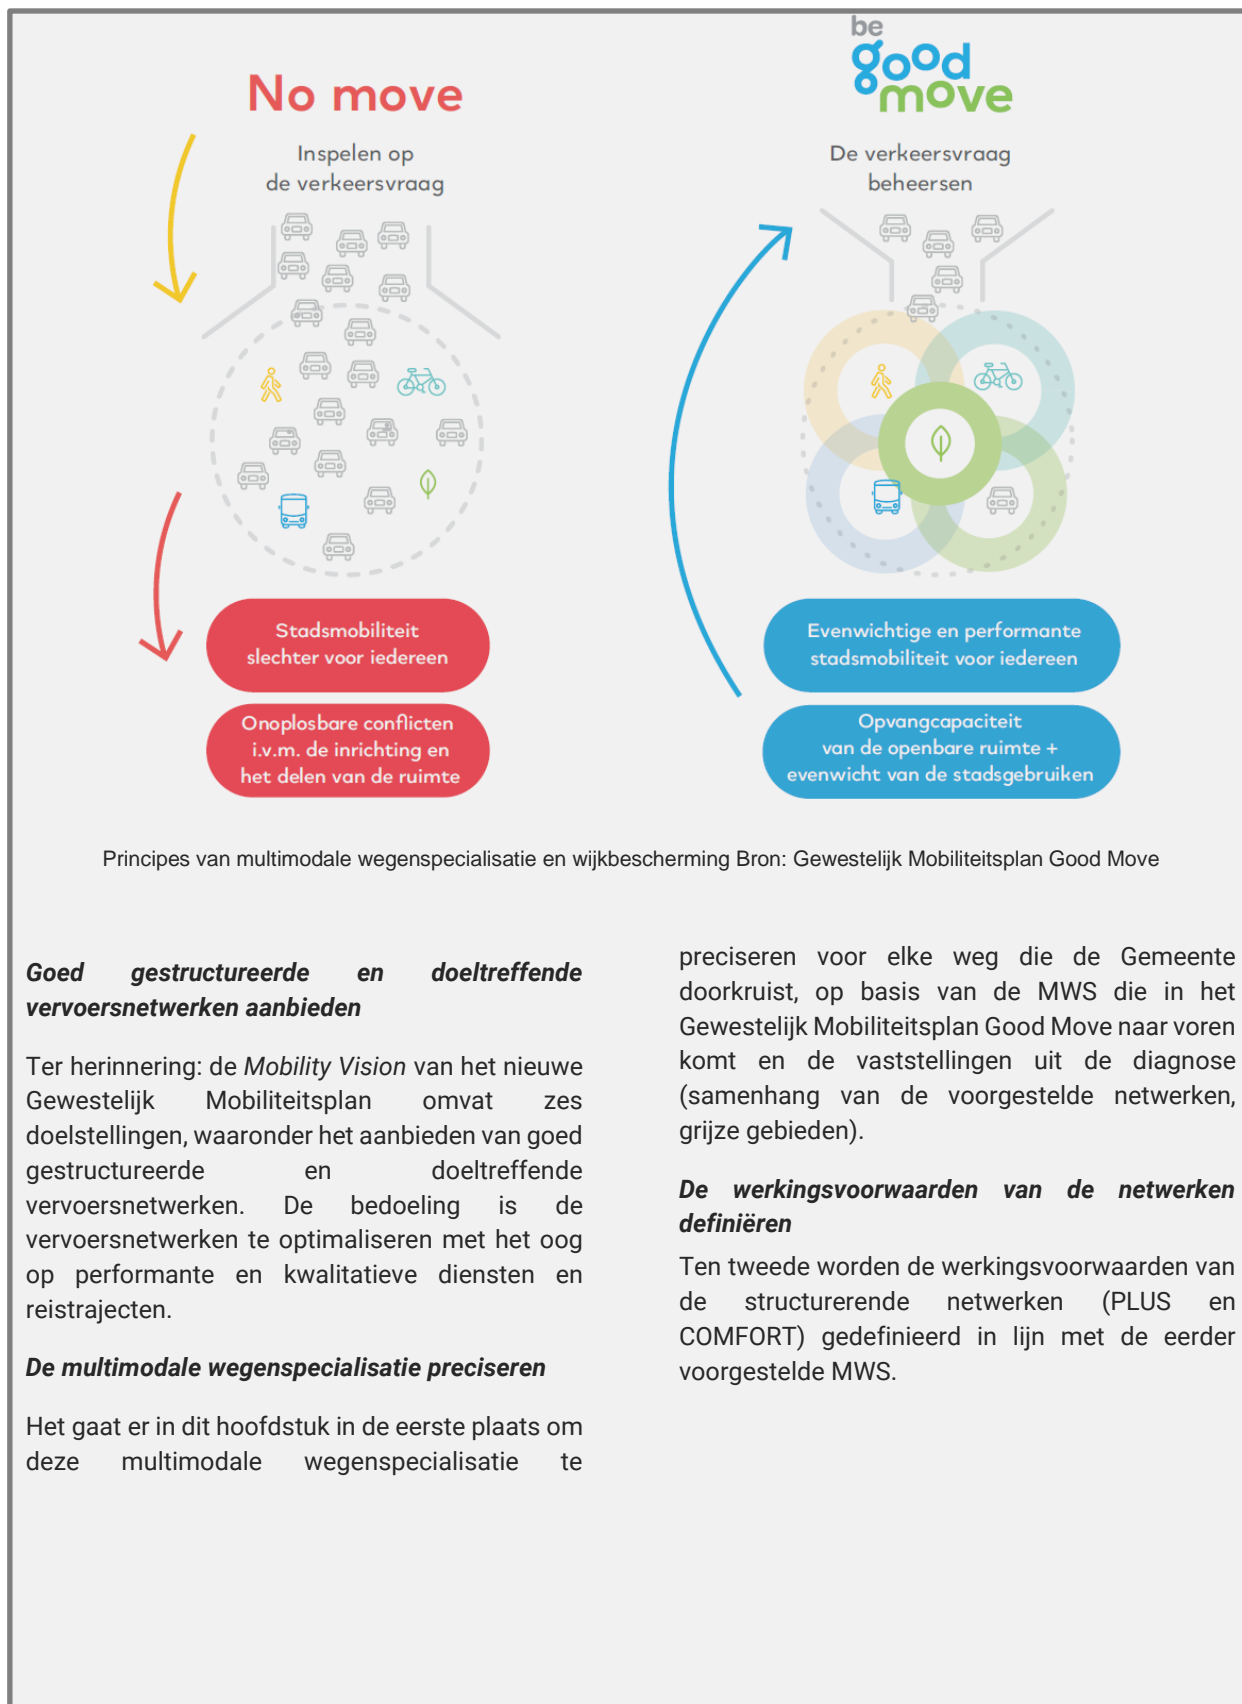 No move
Inspelen op
de verkeersvraag
Stadsmobiliteit
slechter voor iedereen
Onoplosbare conflicten
i.v.m. de inrichting en
het delen van de ruimte
be
good
move
De verkeersvraag
beheersen
Evenwichtige en performante
stadsmobiliteit voor iedereen
Opvangcapaciteit
van de openbare ruimte +
evenwicht van de stadsgebruiken
Principes van multimodale wegenspecialisatie en wijkbescherming Bron: Gewestelijk Mobiliteitsplan Good Move
Goed gestructureerde en doeltreffende
vervoersnetwerken aanbieden
Ter herinnering: de Mobility Vision van het nieuwe
Gewestelijk Mobiliteitsplan omvat zes
doelstellingen, waaronder het aanbieden van goed
gestructureerde en doeltreffende
vervoersnetwerken. De bedoeling is de
vervoersnetwerken te optimaliseren met het oog
op performante en kwalitatieve diensten en
reistrajecten.
De multimodale wegenspecialisatie preciseren
Het gaat er in dit hoofdstuk in de eerste plaats om
deze multimodale wegenspecialisatie te
preciseren voor elke weg die de Gemeente
doorkruist, op basis van de MWS die in het
Gewestelijk Mobiliteitsplan Good Move naar voren
komt en de vaststellingen uit de diagnose
(samenhang van de voorgestelde netwerken,
grijze gebieden).
De werkingsvoorwaarden van de netwerken
definiëren
Ten tweede worden de werkingsvoorwaarden van
de structurerende netwerken (PLUS en
COMFORT) gedefinieerd in lijn met de eerder
voorgestelde MWS.